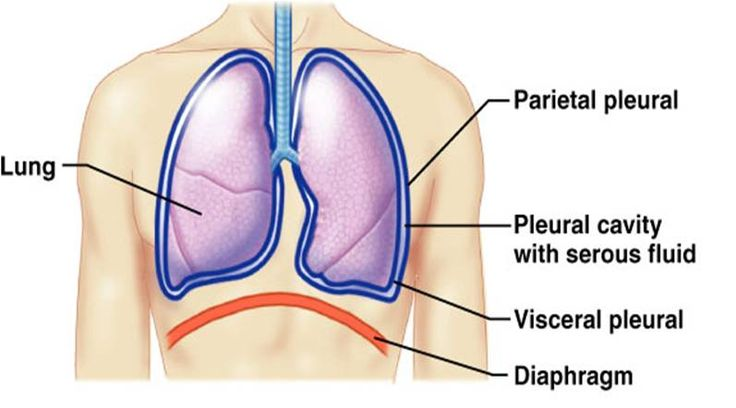 Parietal pleural
Lung
Pleural cavity
with serous fluid
Visceral pleural
Diaphragm